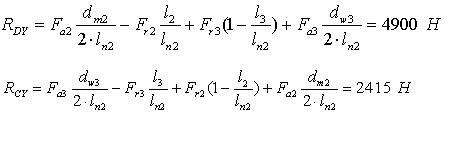 R_{DY} = F_{a2} \frac{d_{m2}}{2 \cdot l_{n2}} - F_{r2} \frac{l_2}{l_{n2}} + F_{r3} (1 - \frac{l_3}{l_{n2}}) + F_{a3} \frac{d_{w3}}{2 \cdot l_{n2}} = 4900 \ H
R_{CY} = F_{a3} \frac{d_{w3}}{2 \cdot l_{n2}} - F_{r3} \frac{l_3}{l_{n2}} + F_{r2} (1 - \frac{l_2}{l_{n2}}) + F_{a2} \frac{d_{m2}}{2 \cdot l_{n2}} = 2415 \ H